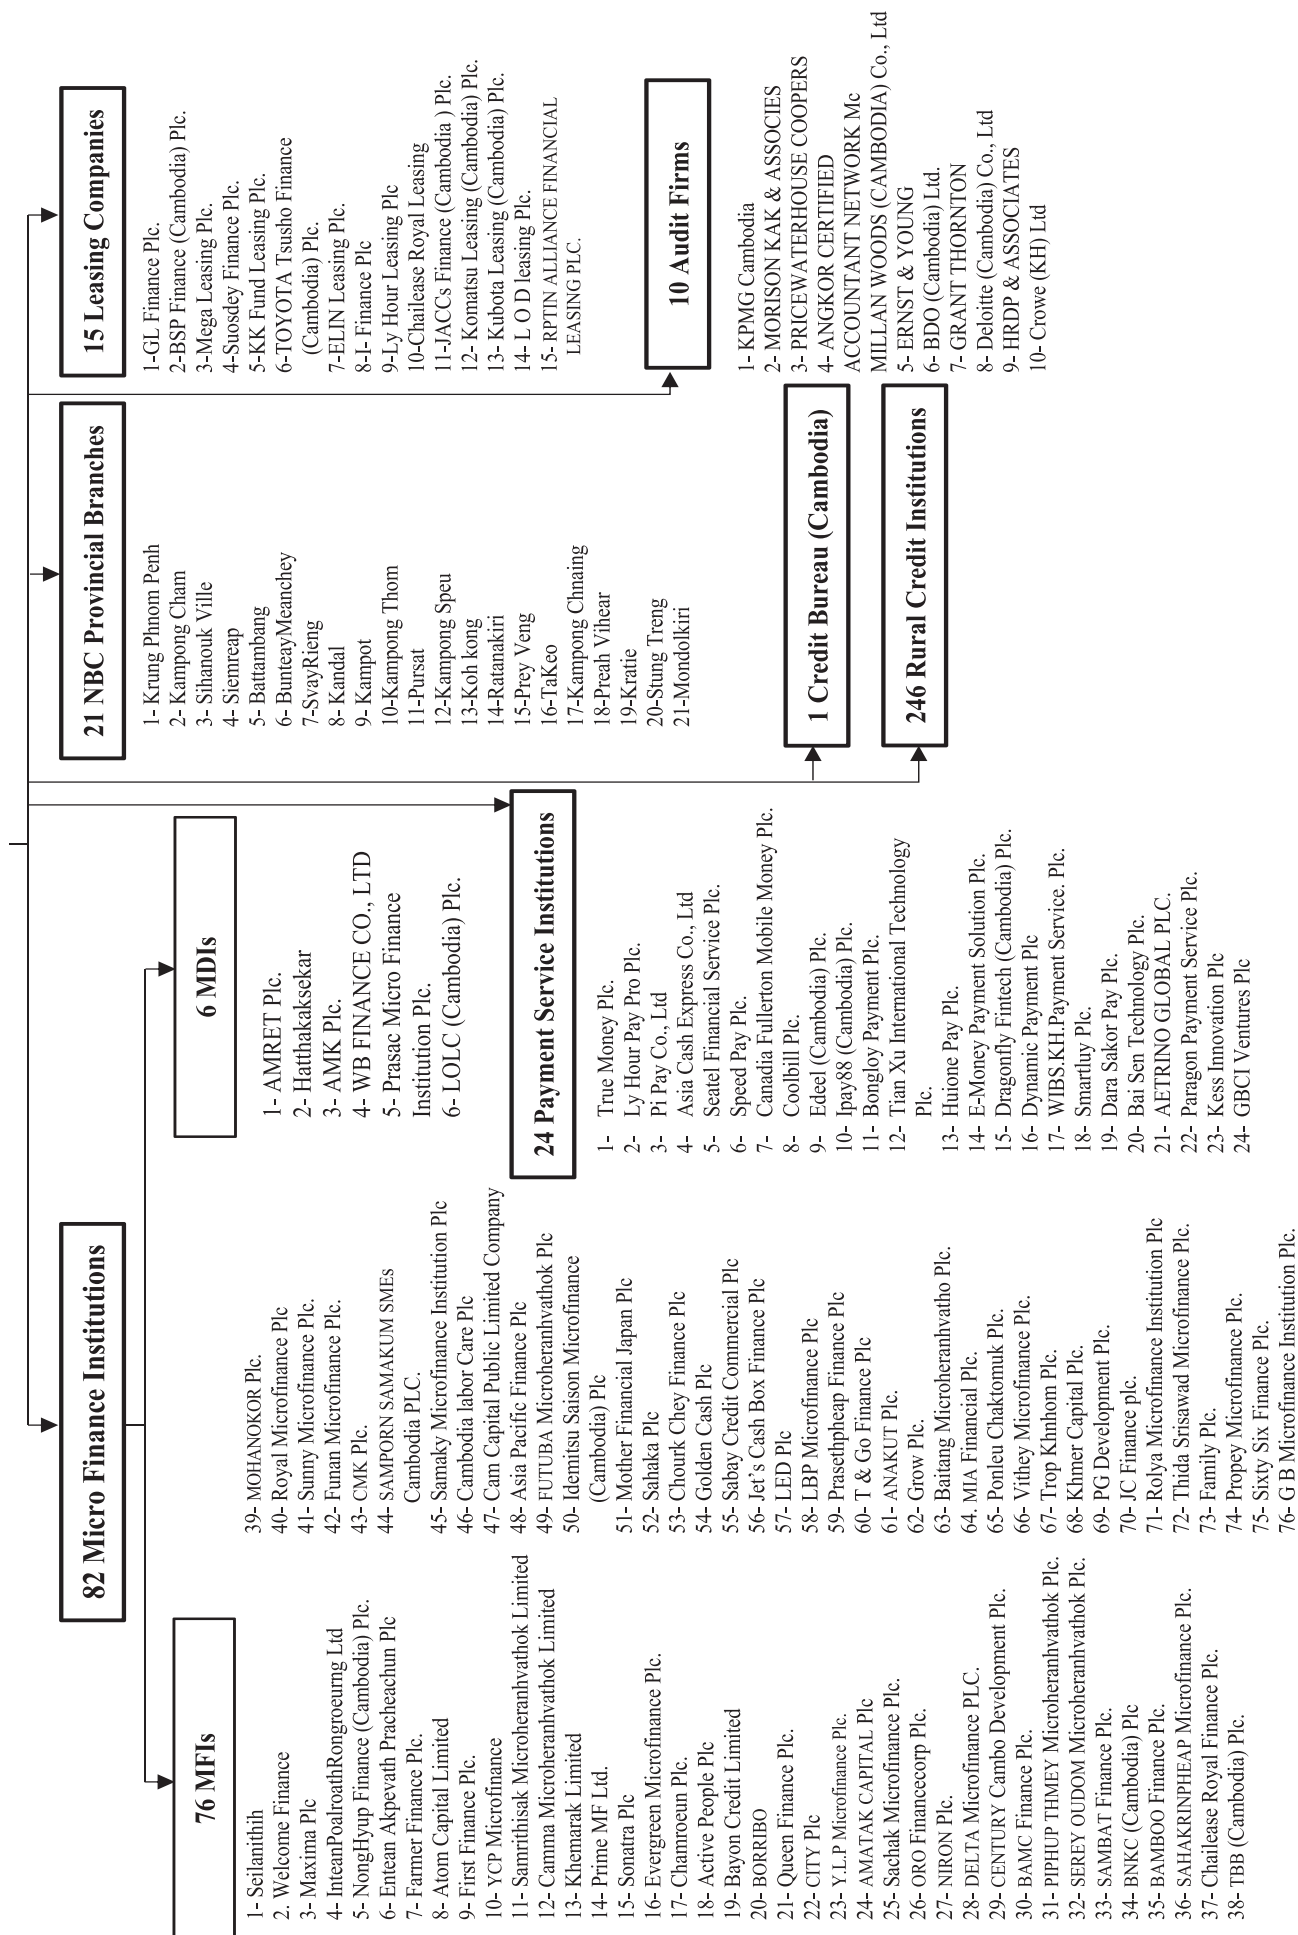 82 Micro Finance Institutions
76 MFIs
1- Seilanithih
2. Welcome Finance
3- Maxima Plc
4- InteanPoalroathRongroeurng Ltd
5- NongHyup Finance (Cambodia) Plc.
6- Entean Akpevath Pracheachun Plc
7- Farmer Finance Plc.
8- Atom Capital Limited
9- First Finance Plc.
10- YCP Microfinance
11- Samrithisak Microheranhvathok Limited
12- Camma Microheranhvathok Limited
13- Khemarak Limited
14- Prime MF Ltd.
15- Sonatra Plc
16- Evergreen Microfinance Plc.
17- Chamroeun Plc.
18- Active People Plc
19- Bayon Credit Limited
20- BORRIBO
21- Queen Finance Plc.
22- CITY Plc
23- Y.L.P Microfinance Plc.
24- AMATAK CAPITAL Plc
25- Sachak Microfinance Plc.
26- ORO Financecorp Plc.
27- NIRON Plc.
28- DELTA Microfinance PLC.
29- CENTURY Cambo Development Plc.
30- BAMC Finance Plc.
31- PIPHUP THMEY Microheranhvathok Plc.
32- SEREY OUDOM Microheranhvathok Plc.
33- SAMBAT Finance Plc.
34- BNKC (Cambodia) Plc
35- BAMBOO Finance Plc.
36- SAHAKRINPHEAP Microfinance Plc.
37- Chailease Royal Finance Plc.
38- TBB (Cambodia) Plc.
39- MOHANOKOR Plc.
40- Royal Microfinance Plc
41- Sunny Microfinance Plc.
42- Funan Microfinance Plc.
43- CMK Plc.
44- SAMPORN SAMAKUM SMEs
Cambodia PLC.
45- Samaky Microfinance Institution Plc
46- Cambodia labor Care Plc
47- Cam Capital Public Limited Company
48- Asia Pacific Finance Plc
49- FUTUBA Microheranhvathok Plc
50- Idemitsu Saison Microfinance
(Cambodia) Plc
51- Mother Financial Japan Plc
52- Sahaka Plc
53- Chourk Chey Finance Plc
54- Golden Cash Plc
55- Sabay Credit Commercial Plc
56- Jet's Cash Box Finance Plc
57- LED Plc
58- LBP Microfinance Plc
59- Prasethpheap Finance Plc
60- T & Go Finance Plc
61- ANAKUT Plc.
62- Grow Plc.
63- Baitang Microheranhvatho Plc.
64. MIA Financial Plc.
65- Ponleu Chaktomuk Plc.
66- Vithey Microfinance Plc.
67- Trop Khnhom Plc.
68- Khmer Capital Plc.
69- PG Development Plc.
70- JC Finance plc.
71- Rolya Microfinance Institution Plc
72- Thida Srisawad Microfinance Plc.
73- Family Plc.
74- Propey Microfinance Plc.
75- Sixty Six Finance Plc.
76- G B Microfinance Institution Plc.
6 MDIs
1- AMRET Plc.
2- Hatthakaksekar
3- AMK Plc.
4- WB FINANCE CO., LTD
5- Prasac Micro Finance
Institution Plc.
6- LOLC (Cambodia) Plc.
24 Payment Service Institutions
1- True Money Plc.
2- Ly Hour Pay Pro Plc.
3- Pi Pay Co., Ltd
4- Asia Cash Express Co., Ltd
5- Seatel Financial Service Plc.
6- Speed Pay Plc.
7- Canadia Fullerton Mobile Money Plc.
8- Coolbill Plc.
9- Edeel (Cambodia) Plc.
10- Ipay88 (Cambodia) Plc.
11- Bongloy Payment Plc.
12- Tian Xu International Technology
Plc.
13- Huione Pay Plc.
14- E-Money Payment Solution Plc.
15- Dragonfly Fintech (Cambodia) Plc.
16- Dynamic Payment Plc
17- WIBS.KH.Payment Service. Plc.
18- Smartluy Plc.
19- Dara Sakor Pay Plc.
20- Bai Sen Technology Plc.
21- AETRINO GLOBAL PLC.
22- Paragon Payment Service Plc.
23- Kess Innovation Plc
24- GBCI Ventures Plc
21 NBC Provincial Branches
1- Krung Phnom Penh
2- Kampong Cham
3- Sihanouk Ville
4- Siemreap
5- Battambang
6- BunteayMeanchey
7-SvayRieng
8- Kandal
9- Kampot
10-Kampong Thom
11-Pursat
12-Kampong Speu
13-Koh kong
14-Ratanakiri
15-Prey Veng
16-TaKeo
17-Kampong Chnaing
18-Preah Vihear
19-Kratie
20-Stung Treng
21-Mondolkiri
1 Credit Bureau (Cambodia)
246 Rural Credit Institutions
15 Leasing Companies
1-GL Finance Plc.
2-BSP Finance (Cambodia) Plc.
3-Mega Leasing Plc.
4-Suosdey Finance Plc.
5-KK Fund Leasing Plc.
6-TOYOTA Tsusho Finance
(Cambodia) Plc.
7-ELIN Leasing Plc.
8-I- Finance Plc
9-Ly Hour Leasing Plc
10-Chailease Royal Leasing
11-JACCs Finance (Cambodia ) Plc.
12- Komatsu Leasing (Cambodia) Plc.
13- Kubota Leasing (Cambodia) Plc.
14- L O D leasing Plc.
15- RPTIN ALLIANCE FINANCIAL
LEASING PLC.
10 Audit Firms
1- KPMG Cambodia
2- MORISON KAK & ASSOCIES
3- PRICEWATERHOUSE COOPERS
4- ANGKOR CERTIFIED
ACCOUNTANT NETWORK Mc
MILLAN WOODS (CAMBODIA) Co., Ltd
5- ERNST & YOUNG
6- BDO (Cambodia) Ltd.
7- GRANT THORNTON
8- Deloitte (Cambodia) Co., Ltd
9- HRDP & ASSOCIATES
10- Crowe (KH) Ltd